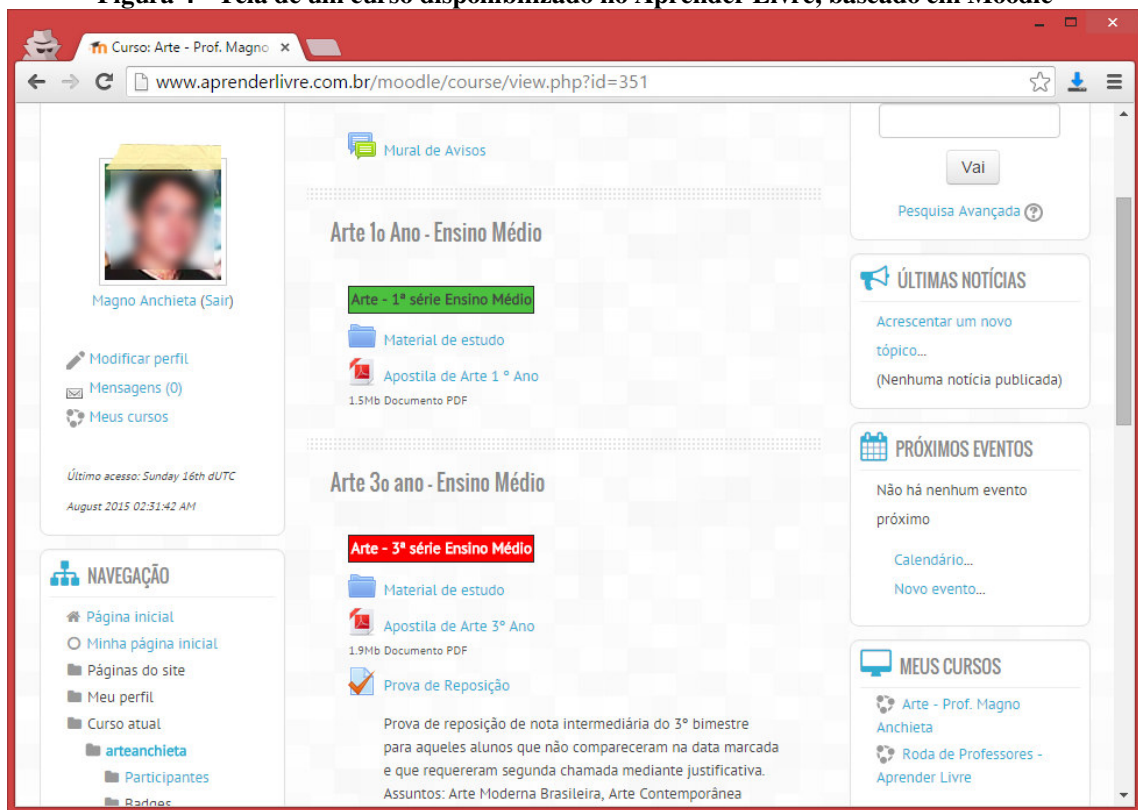 Figura 4 - Tela de um curso disponibilizado no Aprender Livre, baseado em Moodle
Curso: Arte - Prof. Magno
www.aprenderlivre.com.br/moodle/course/view.php?id=351
Magno Anchieta (Sair)
Modificar perfil
Mensagens (0)
Meus cursos
Último acesso: Sunday 16th dUTC
August 2015 02:31:42 AM
NAVEGAÇÃO
Página inicial
Minha página inicial
Páginas do site
Meu perfil
Curso atual
arteanchieta
Participantes
Badges
Mural de Avisos
Arte 1o Ano - Ensino Médio
Arte - 1ª série Ensino Médio
Material de estudo
Apostila de Arte 1 º Ano
1.5Mb Documento PDF
Arte 3o ano - Ensino Médio
Arte - 3ª série Ensino Médio
Material de estudo
Apostila de Arte 3º Ano
1.9Mb Documento PDF
Prova de Reposição
Prova de reposição de nota intermediária do 3º bimestre
para aqueles alunos que não compareceram na data marcada
e que requereram segunda chamada mediante justificativa.
Assuntos: Arte Moderna Brasileira, Arte Contemporânea
Vai
Pesquisa Avançada
ÚLTIMAS NOTÍCIAS
Acrescentar um novo
tópico...
(Nenhuma notícia publicada)
PRÓXIMOS EVENTOS
Não há nenhum evento
próximo
Calendário...
Novo evento...
MEUS CURSOS
Arte - Prof. Magno
Anchieta
Roda de Professores -
Aprender Livre